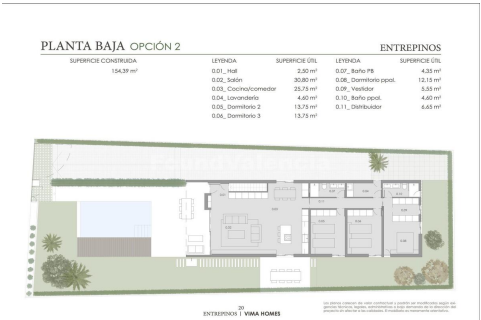 PLANTA BAJA OPCIÓN 2
ENTREPINOS
SUPERFICIE CONSTRUIDA
154,39 m²
LEYENDA SUPERFICIE ÚTIL
0.01_ Hall 2,50 m²
0.02_ Salón 30,80 m²
0.03_ Cocina/comedor 25,75 m²
0.04_ Lavandería 4,60 m²
0.05_ Dormitorio 2 13,75 m²
0.06_ Dormitorio 3 13,75 m²
LEYENDA SUPERFICIE ÚTIL
0.07_ Baño PB 4,35 m²
0.08_ Dormitorio ppal. 12,15 m²
0.09_ Vestidor 5,55 m²
0.10_ Baño ppal. 4,60 m²
0.11_ Distribuidor 6,65 m²
20
ENTREPINOS | VIMA HOMES